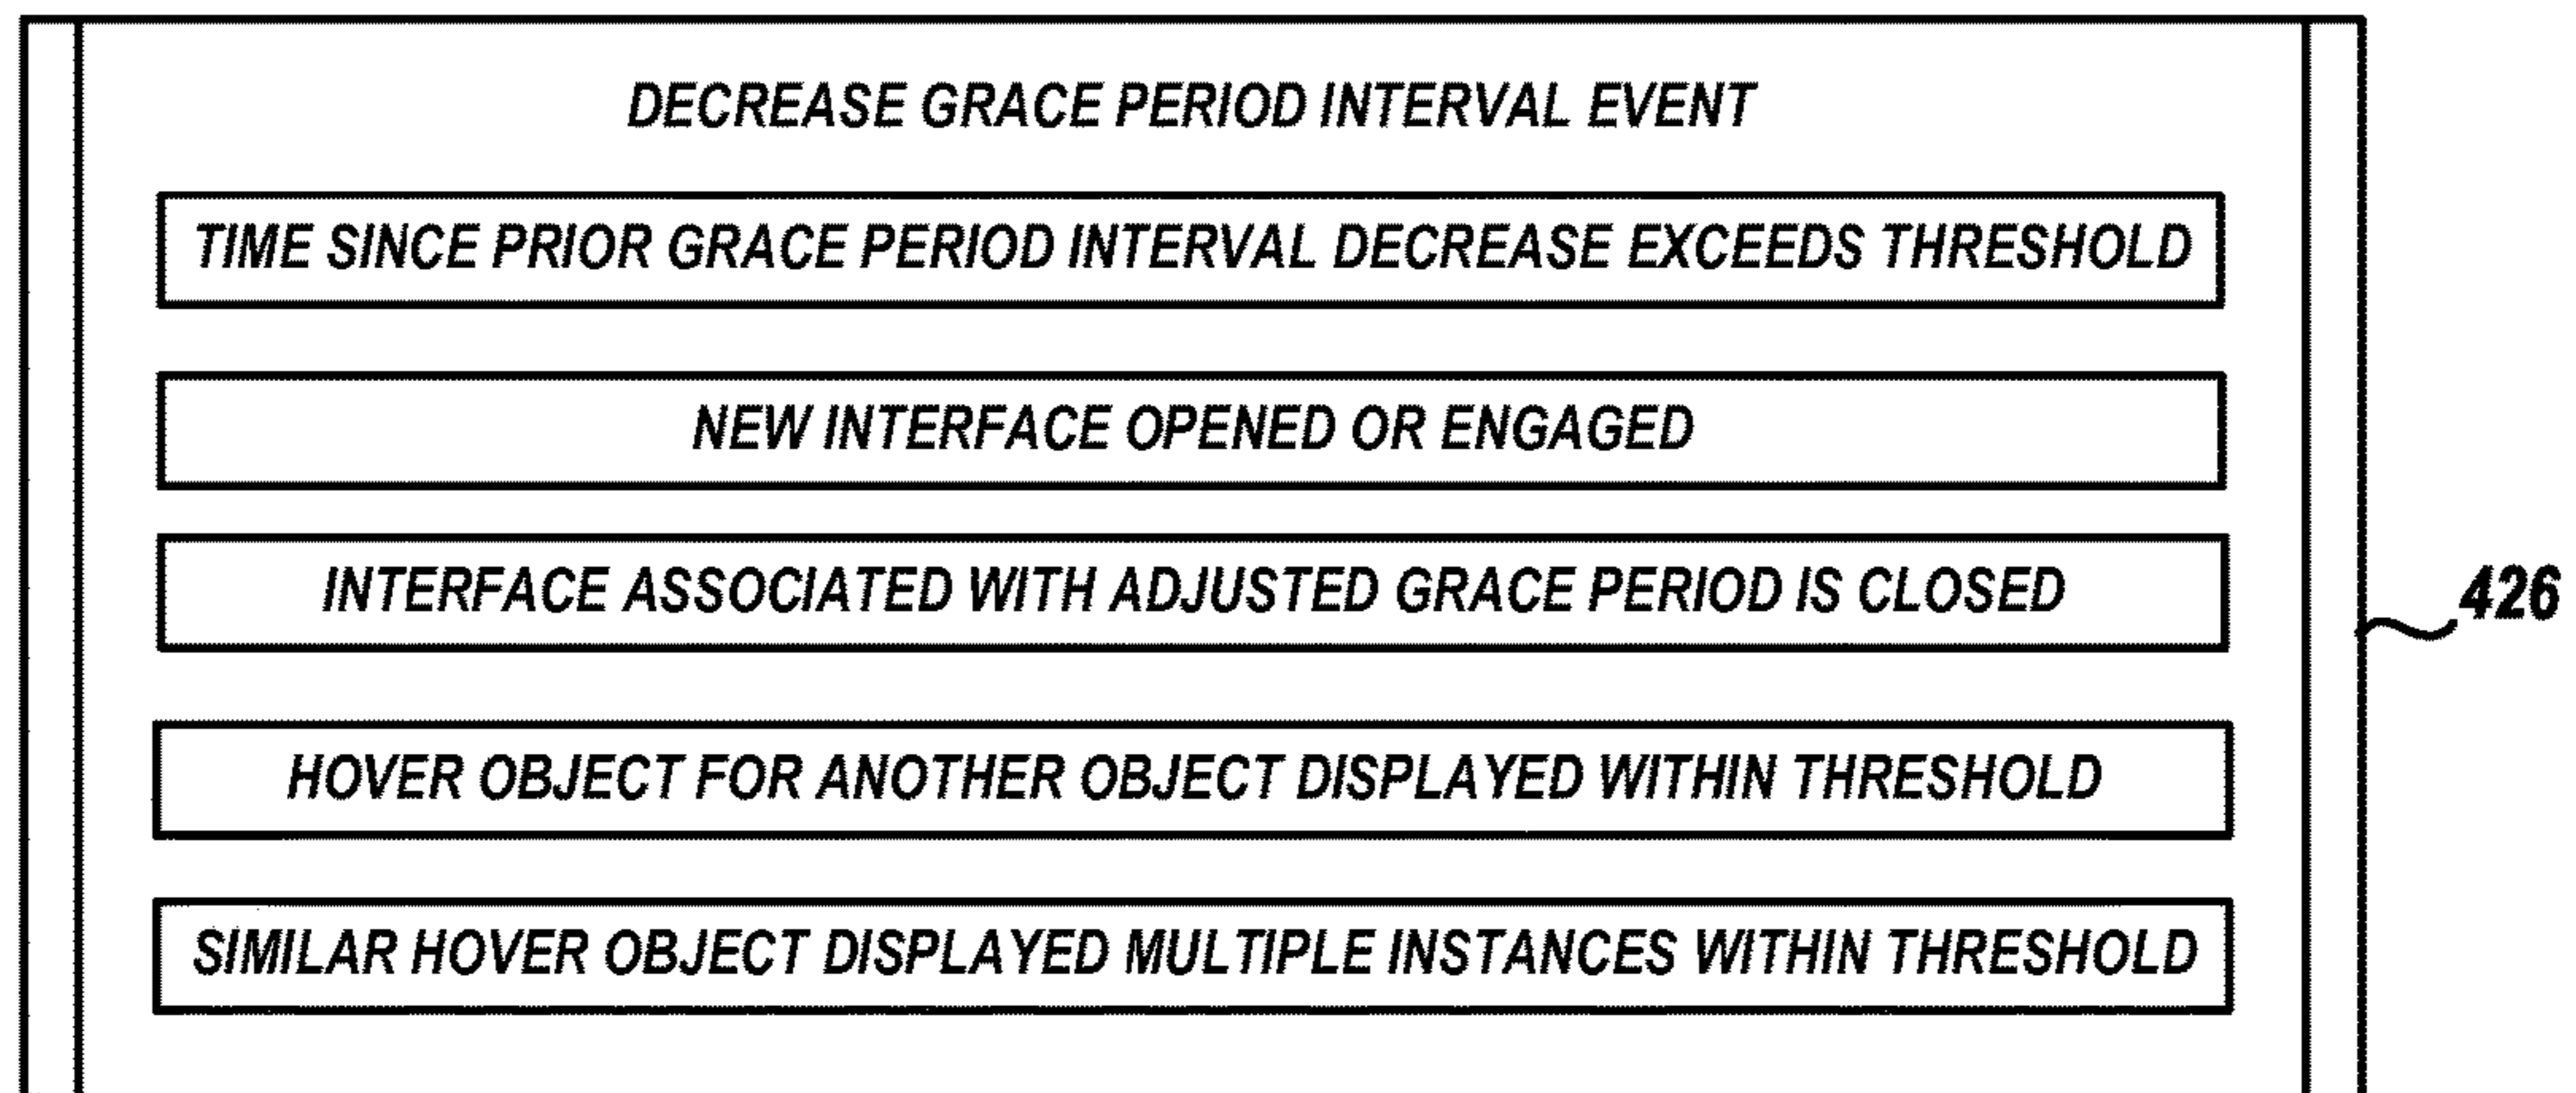 DECREASE GRACE PERIOD INTERVAL EVENT
TIME SINCE PRIOR GRACE PERIOD INTERVAL DECREASE EXCEEDS THRESHOLD
NEW INTERFACE OPENED OR ENGAGED
INTERFACE ASSOCIATED WITH ADJUSTED GRACE PERIOD IS CLOSED
426
HOVER OBJECT FOR ANOTHER OBJECT DISPLAYED WITHIN THRESHOLD
SIMILAR HOVER OBJECT DISPLAYED MULTIPLE INSTANCES WITHIN THRESHOLD